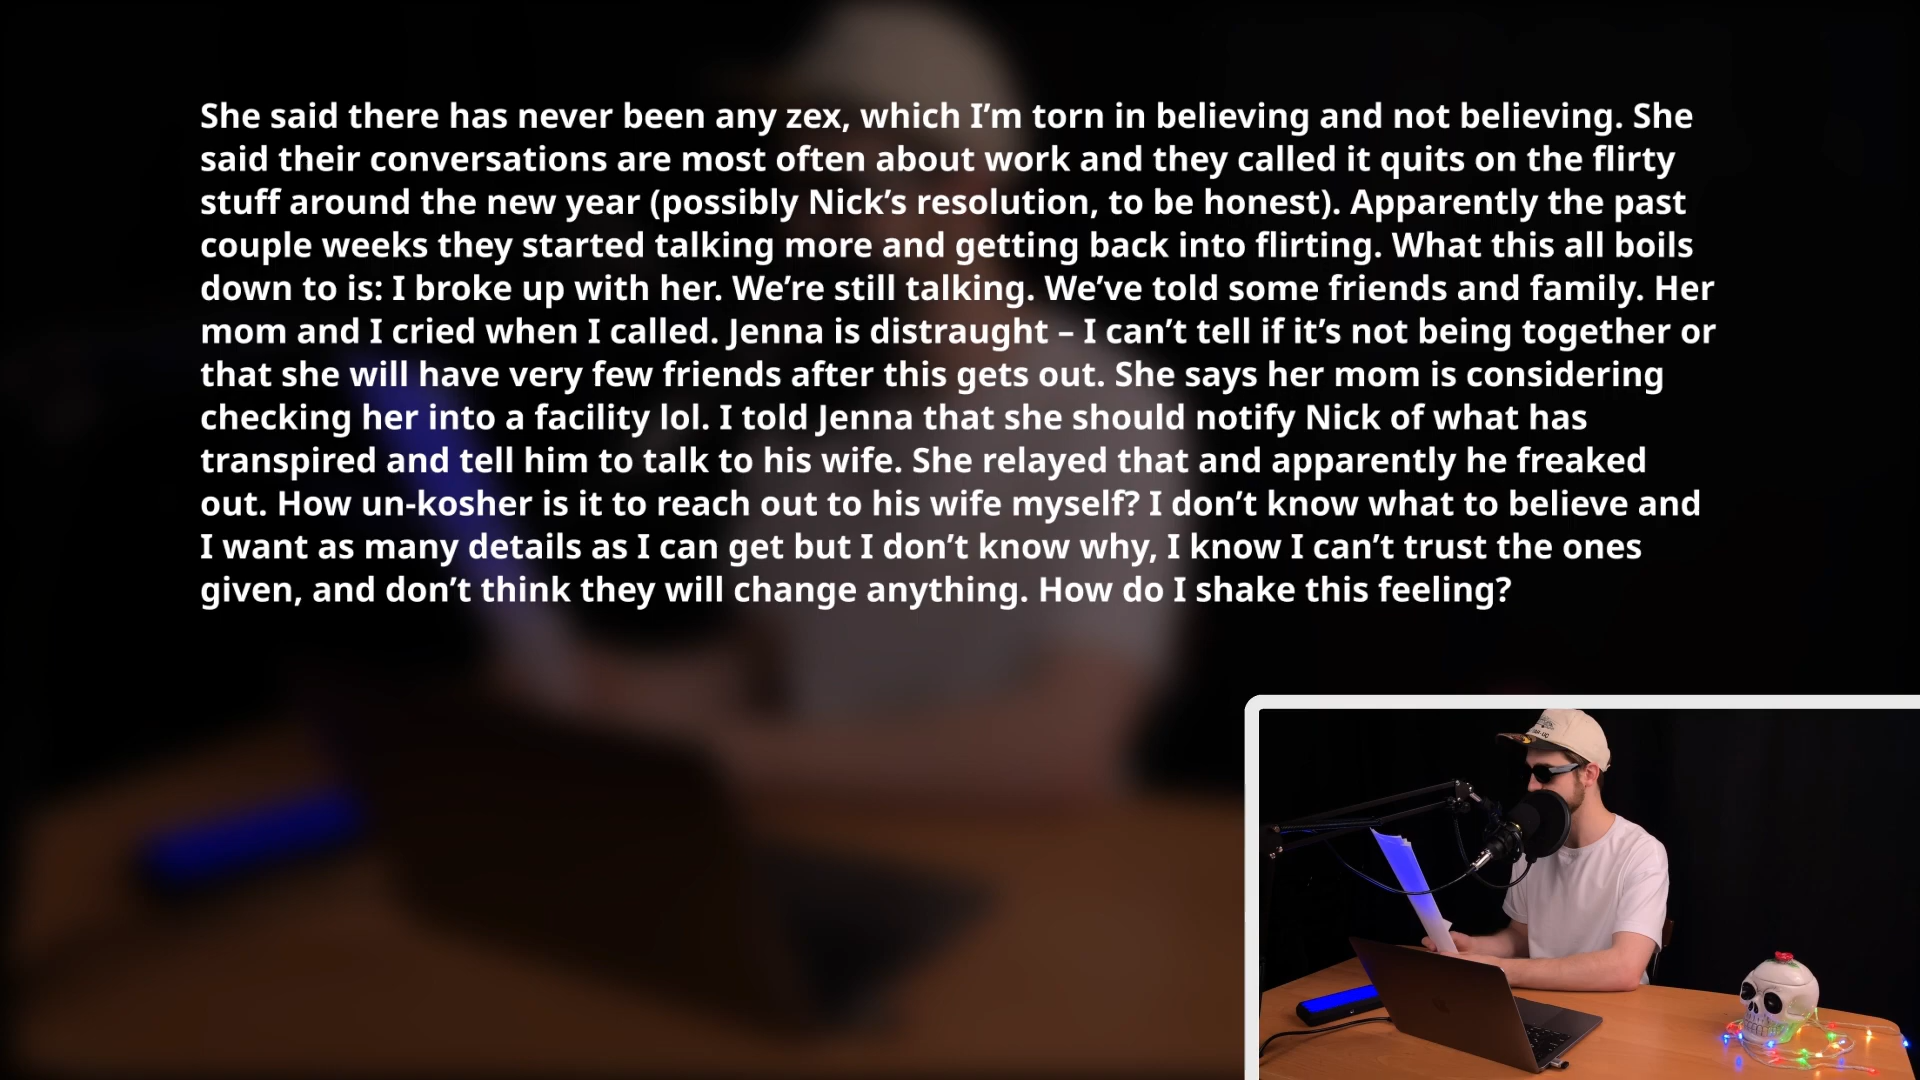 She said there has never been any zex, which I’m torn in believing and not believing. She
said their conversations are most often about work and they called it quits on the flirty
stuff around the new year (possibly Nick’s resolution, to be honest). Apparently the past
couple weeks they started talking more and getting back into flirting. What this all boils
down to is: I broke up with her. We’re still talking. We’ve told some friends and family. Her
mom and I cried when I called. Jenna is distraught – I can’t tell if it’s not being together or
that she will have very few friends after this gets out. She says her mom is considering
checking her into a facility lol. I told Jenna that she should notify Nick of what has
transpired and tell him to talk to his wife. She relayed that and apparently he freaked
out. How un-kosher is it to reach out to his wife myself? I don’t know what to believe and
I want as many details as I can get but I don’t know why, I know I can’t trust the ones
given, and don’t think they will change anything. How do I shake this feeling?